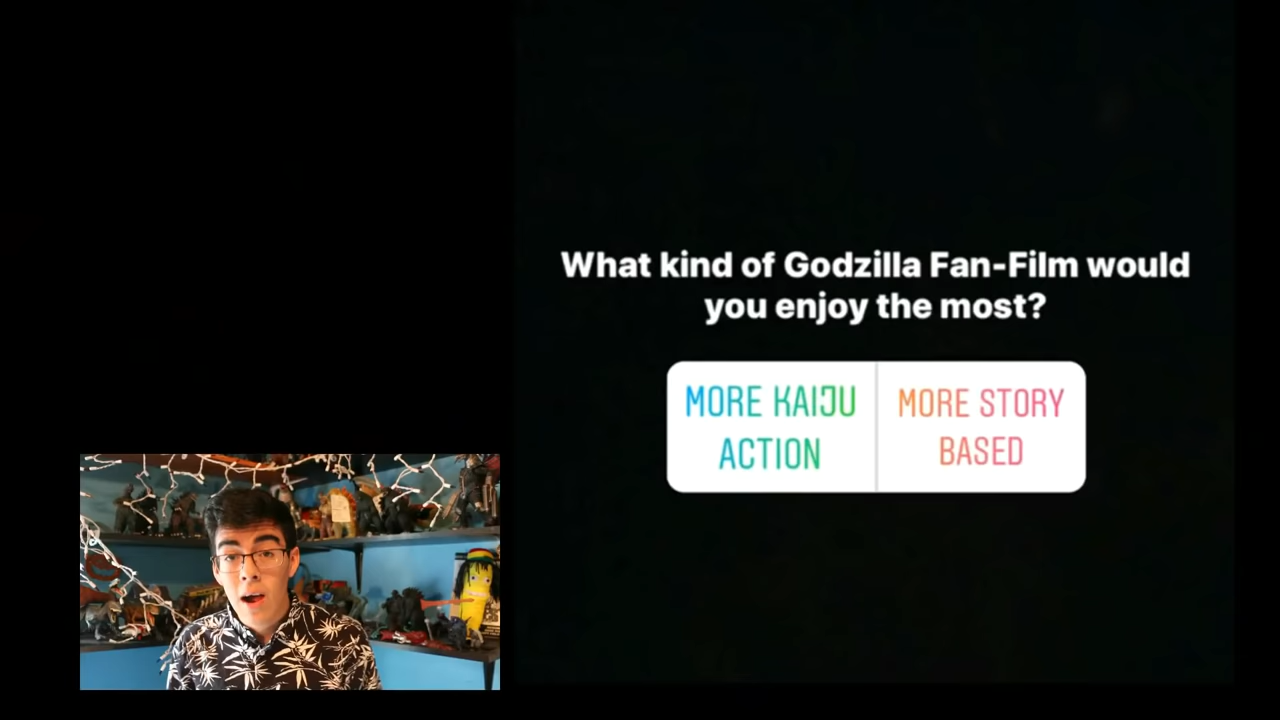 What kind of Godzilla Fan-Film would
you enjoy the most?
MORE KAIJU
ACTION
MORE STORY
BASED